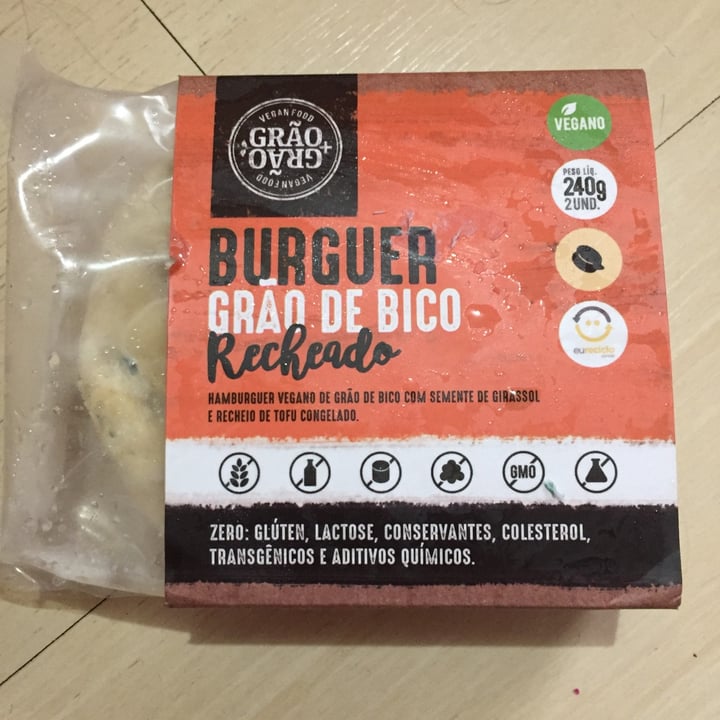 VEGAN FOOD
GRÃO+
GRÃO
VEGAN FOOD
VEGANO
PESO LÍQ.
240g
2 UND.
BURGUER
GRÃO DE BICO
Recheado
eureciclo
HAMBURGUER VEGANO DE GRÃO DE BICO COM SEMENTE DE GIRASSOL
E RECHEIO DE TOFU CONGELADO.
GMO
ZERO: GLÚTEN, LACTOSE, CONSERVANTES, COLESTEROL,
TRANSGÊNICOS E ADITIVOS QUÍMICOS.